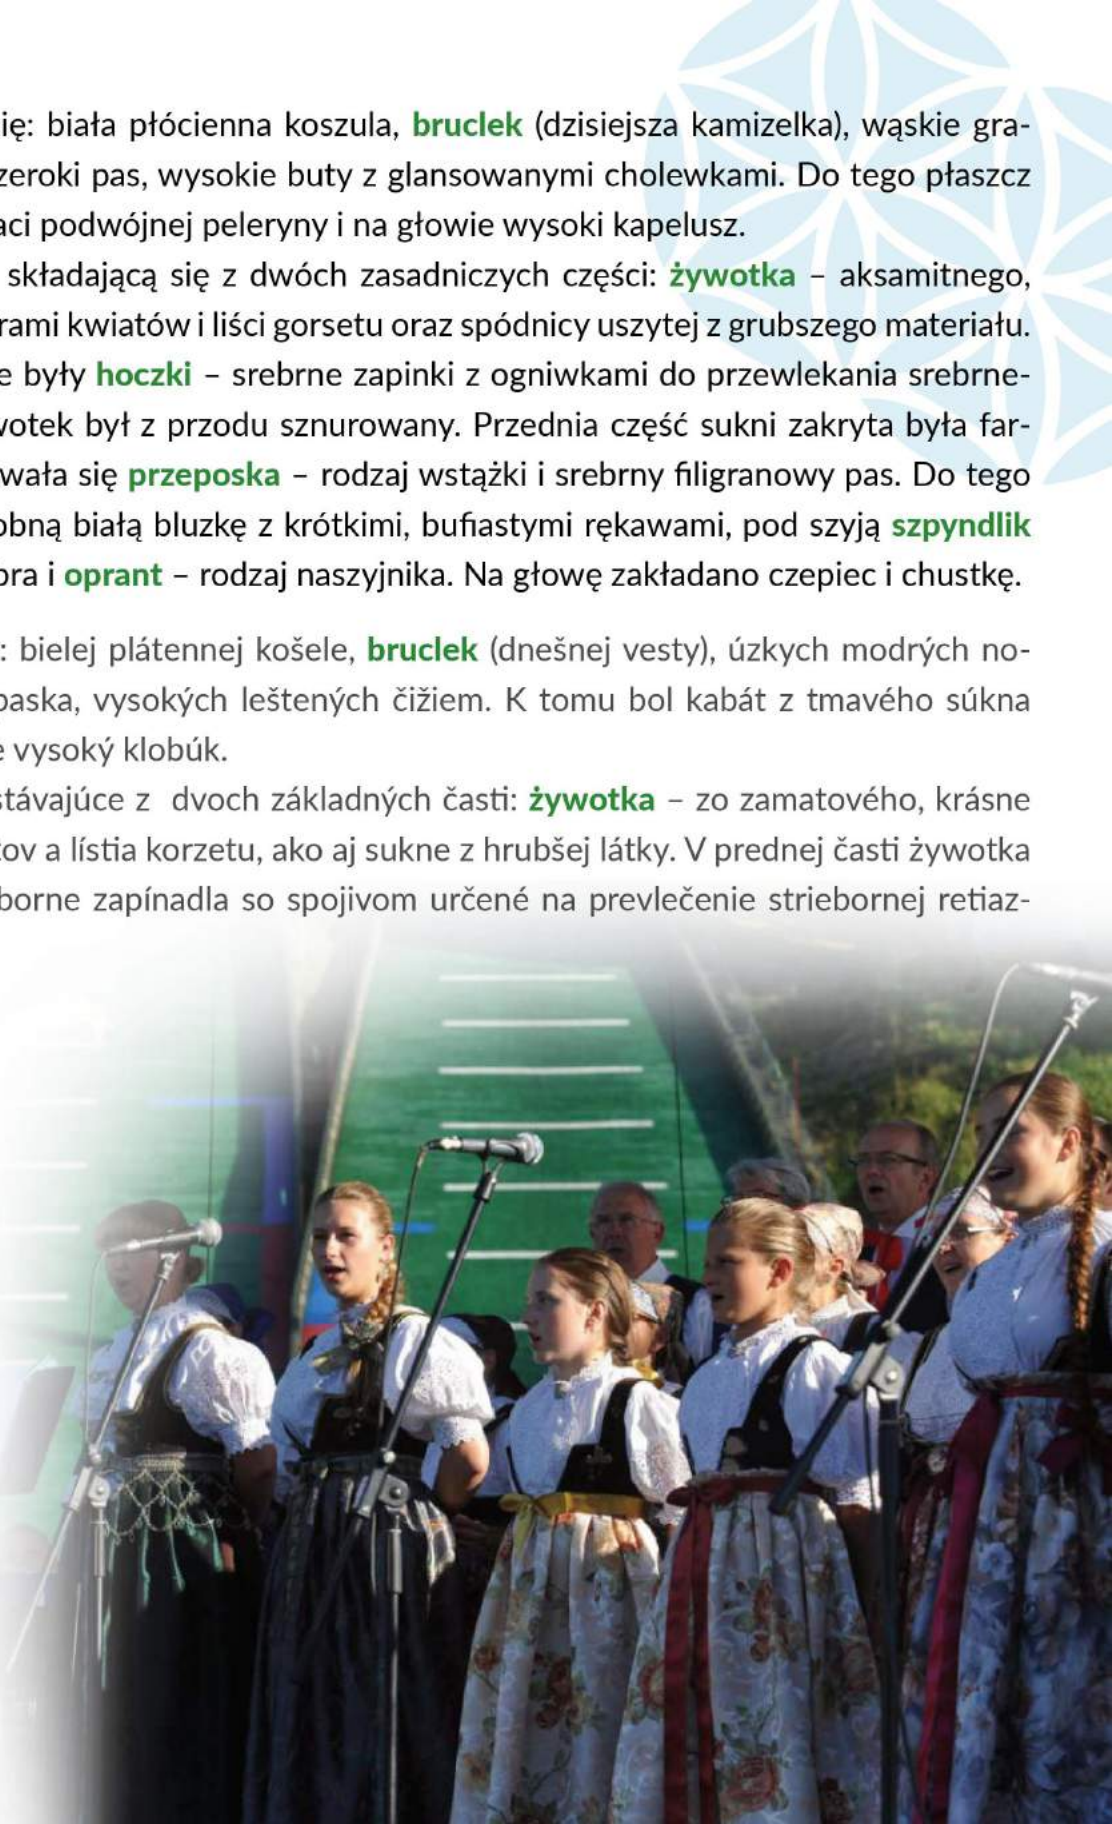 ię: biała płócienna koszula, bruclek (dzisiejsza kamizelka), wąskie gra-
zeroki pas, wysokie buty z glansowanymi cholewkami. Do tego płaszcz
aci podwójnej peleryny i na głowie wysoki kapelusz.
składającą się z dwóch zasadniczych części: żywotka – aksamitnego,
rami kwiatów i liści gorsetu oraz spódnicy uszytej z grubszego materiału.
e były hoczki – srebrne zapinki z ogniwkami do przewlekania srebrne-
wotek był z przodu sznurowany. Przednia część sukni zakryta była far-
wała się przeposka – rodzaj wstążki i srebrny filigranowy pas. Do tego
obną białą bluzkę z krótkimi, bufiastymi rękawami, pod szyją szpyndlik
bra i oprant – rodzaj naszyjnika. Na głowę zakładano czepiec i chustkę.
: bielej plátennej košele, bruclek (dnešnej vesty), úzkych modrých no-
paska, vysokých leštených čižiem. K tomu bol kabát z tmavého súkna
e vysoký klobúk.
stávajúce z dvoch základných časti: żywotka – zo zamatového, krásne
tov a lístia korzetu, ako aj sukne z hrubšej látky. V prednej časti żywotka
borne zapínadla so spojivom určené na prevlečenie striebornej retiaz-